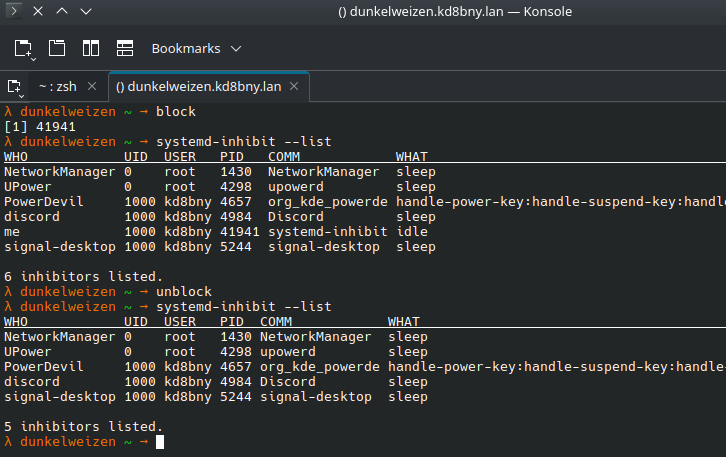 () dunkelweizen.kd8bny.lan — Konsole
Bookmarks
~ : zsh
() dunkelweizen.kd8bny.lan
λ dunkelweizen ~ → block
[1] 41941
λ dunkelweizen ~ → systemd-inhibit --list
WHO UID USER PID COMM WHAT
NetworkManager 0 root 1430 NetworkManager sleep
UPower 0 root 4298 upowerd sleep
PowerDevil 1000 kd8bny 4657 org_kde_powerde handle-power-key:handle-suspend-key:handl
discord 1000 kd8bny 4984 Discord sleep
me 1000 kd8bny 41941 systemd-inhibit idle
signal-desktop 1000 kd8bny 5244 signal-desktop sleep
6 inhibitors listed.
λ dunkelweizen ~ → unblock
λ dunkelweizen ~ → systemd-inhibit --list
WHO UID USER PID COMM WHAT
NetworkManager 0 root 1430 NetworkManager sleep
UPower 0 root 4298 upowerd sleep
PowerDevil 1000 kd8bny 4657 org_kde_powerde handle-power-key:handle-suspend-key:handle-
discord 1000 kd8bny 4984 Discord sleep
signal-desktop 1000 kd8bny 5244 signal-desktop sleep
5 inhibitors listed.
λ dunkelweizen ~ →